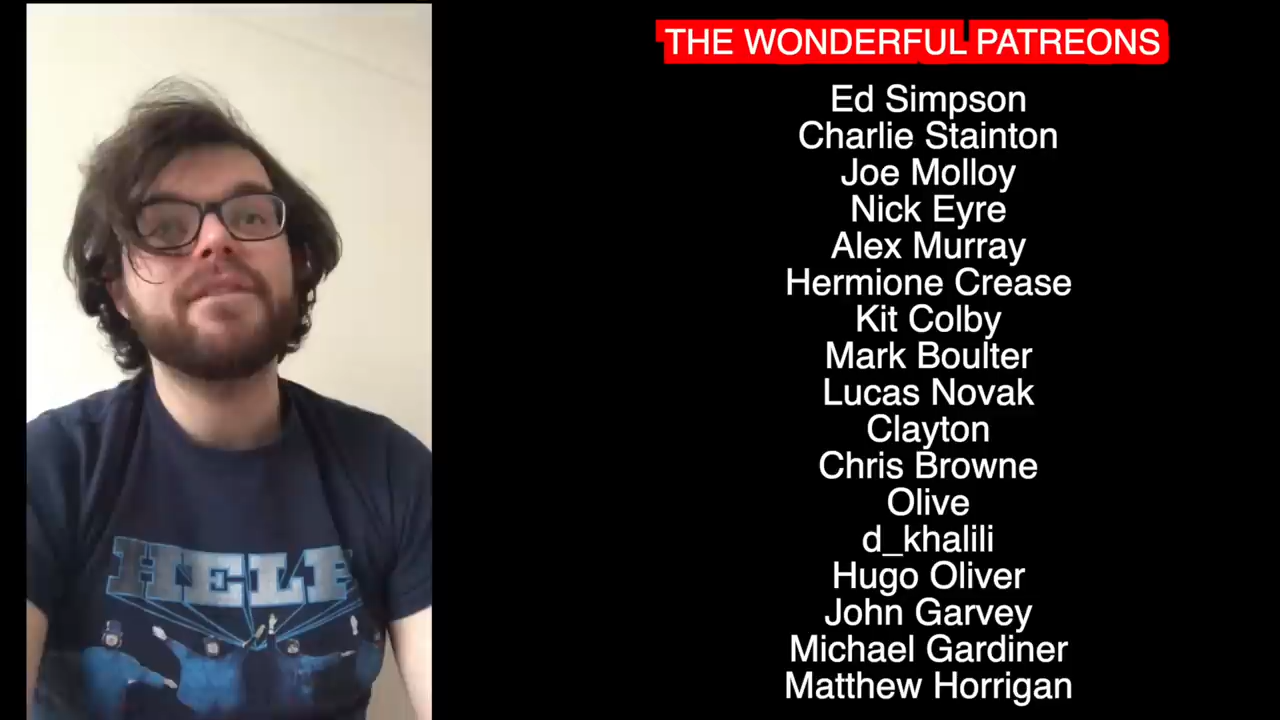 THE WONDERFUL PATREONS
Ed Simpson
Charlie Stainton
Joe Molloy
Nick Eyre
Alex Murray
Hermione Crease
Kit Colby
Mark Boulter
Lucas Novak
Clayton
Chris Browne
Olive
d_khalili
Hugo Oliver
John Garvey
Michael Gardiner
Matthew Horrigan
HELP